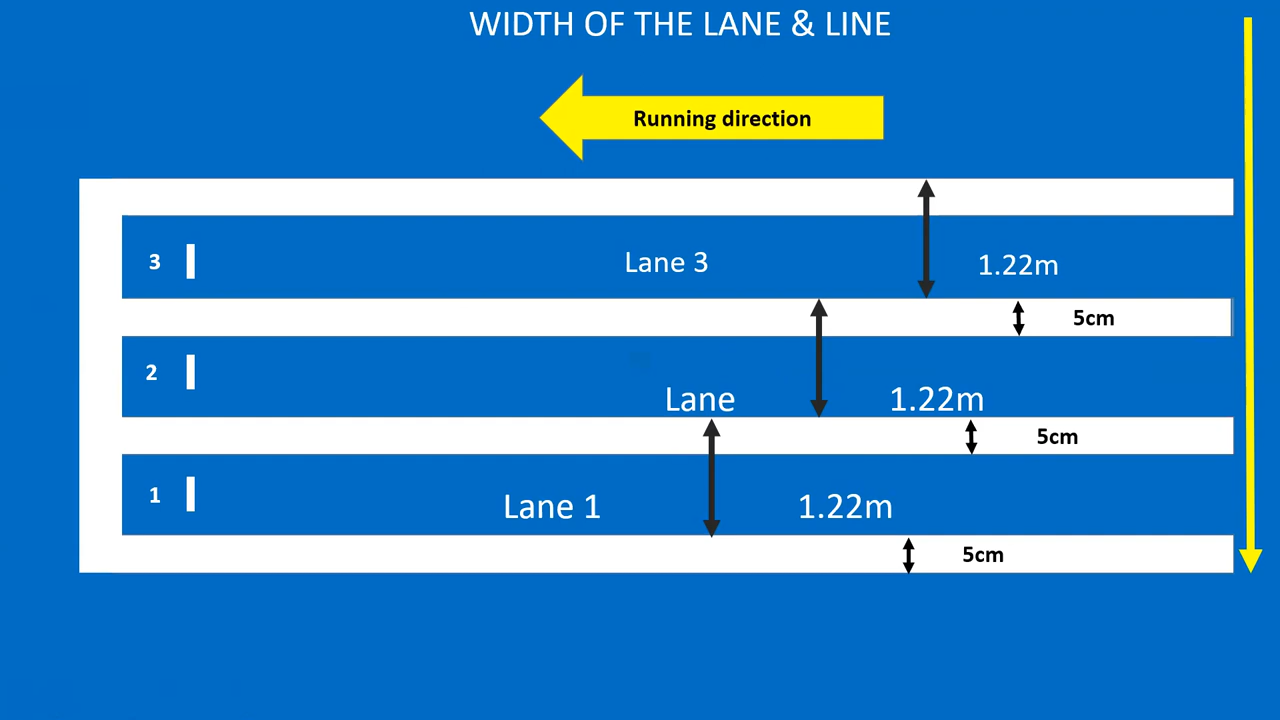 WIDTH OF THE LANE & LINE
Running direction
3 Lane 3 1.22m
5cm
2
Lane 1.22m
5cm
1 Lane 1 1.22m
5cm